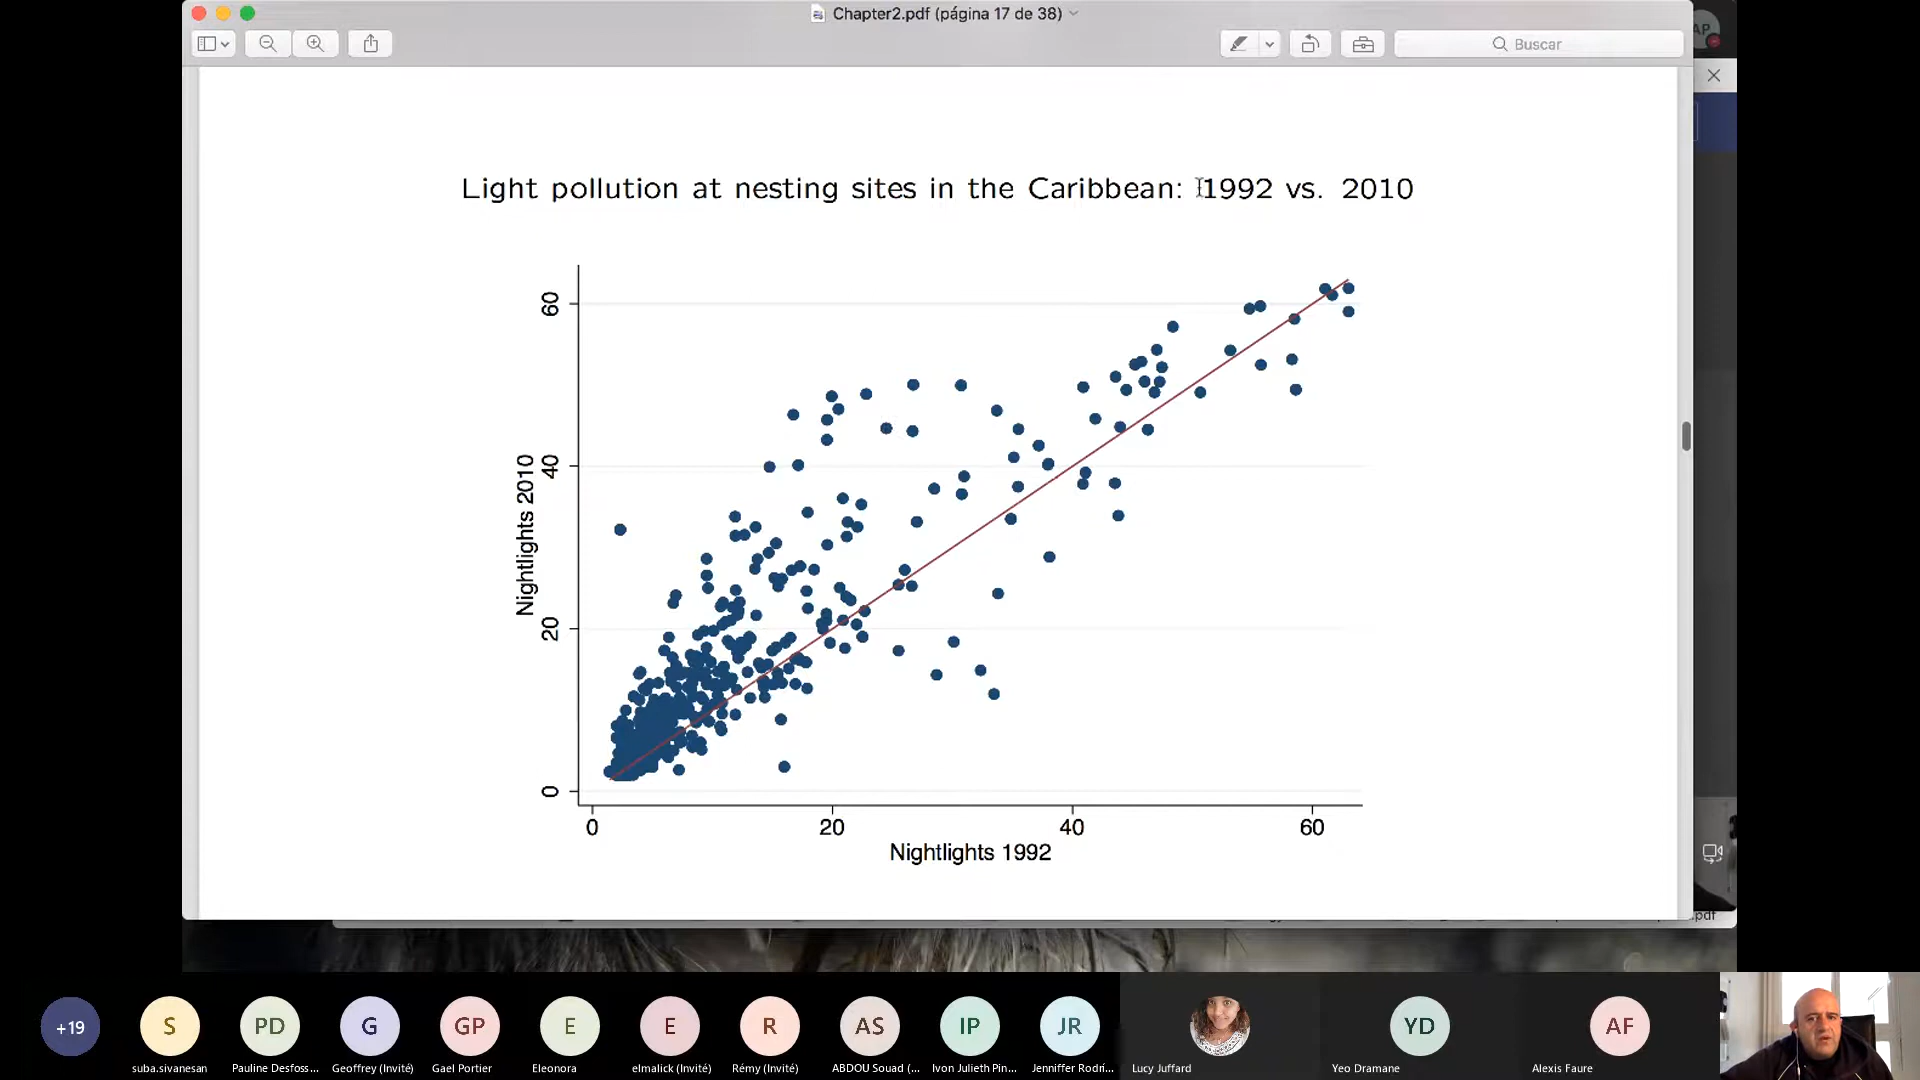 Chapter2.pdf (página 17 de 38)
Buscar
AP
Light pollution at nesting sites in the Caribbean: 1992 vs. 2010
Nightlights 2010
60
40
20
0
0 20 40 60
Nightlights 1992
.pdf
+19 S PD G GP E E R AS IP JR YD AF
suba.sivanesan Pauline Desfoss... Geoffrey (Invité) Gael Portier Eleonora elmalick (Invité) Rémy (Invité) ABDOU Souad (... Ivon Julieth Pin... Jenniffer Rodrí... Lucy Juffard Yeo Dramane Alexis Faure